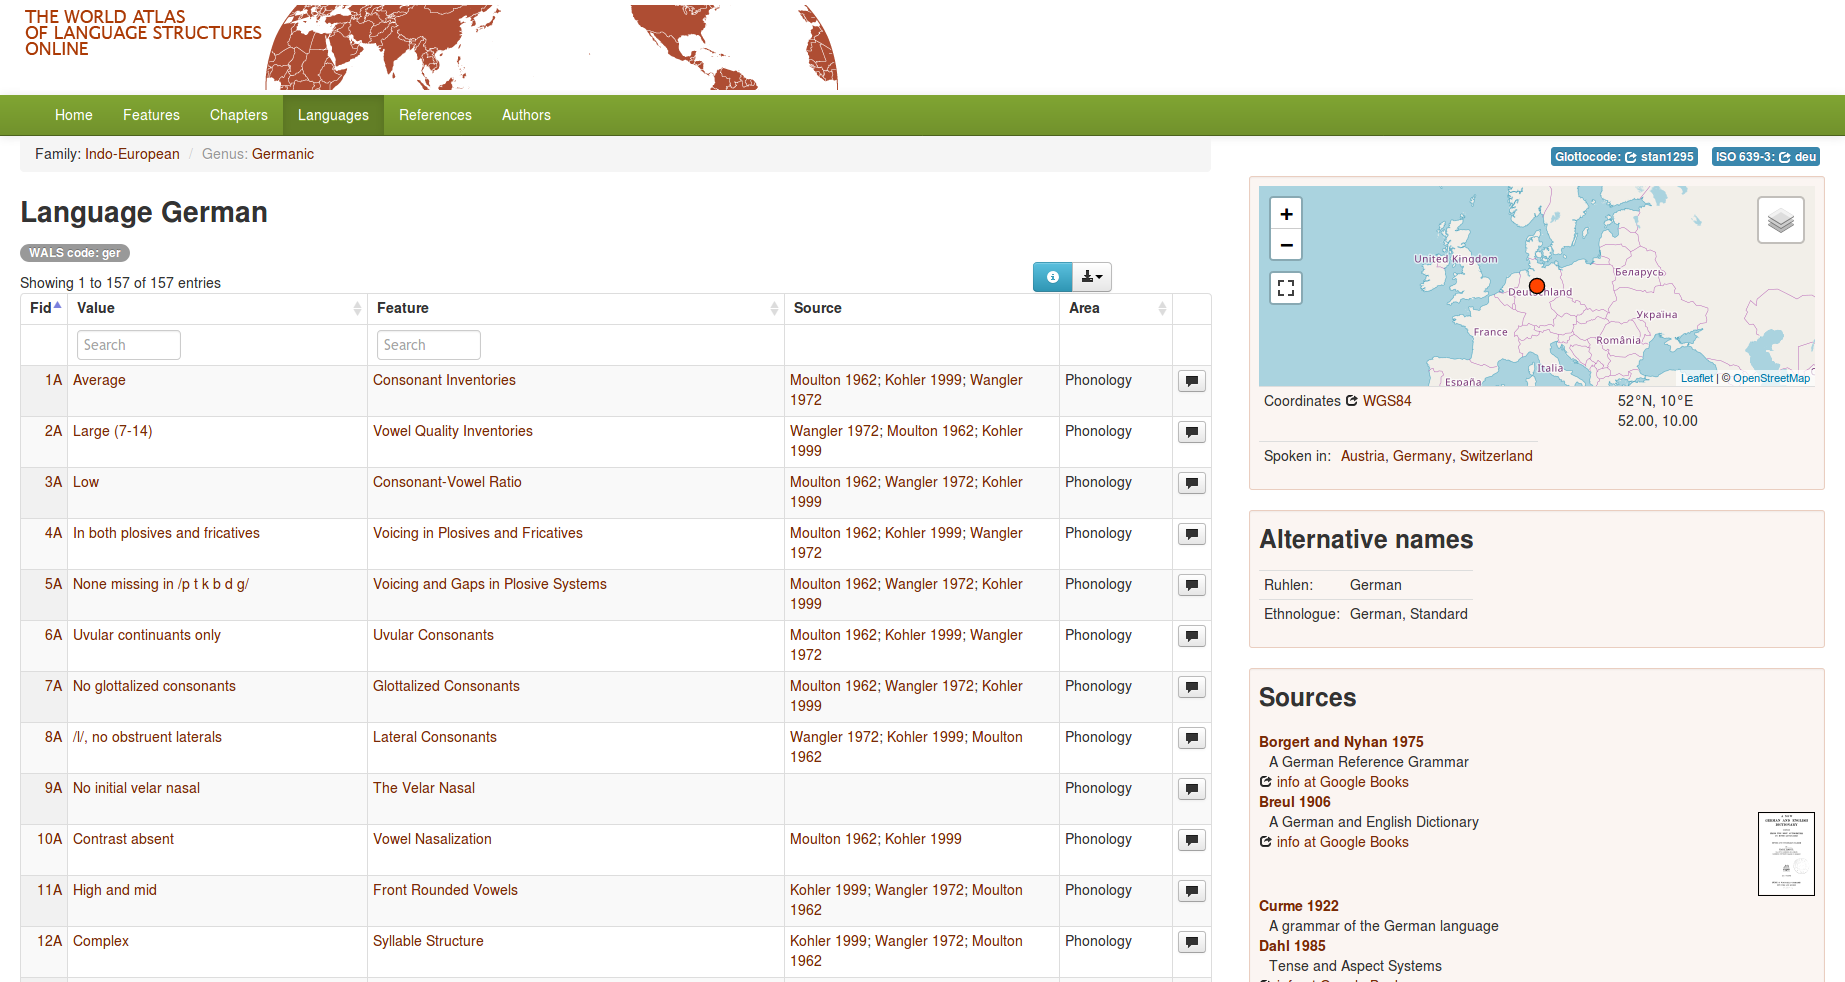 THE WORLD ATLAS
OF LANGUAGE STRUCTURES
ONLINE
Home Features Chapters Languages References Authors
Family: Indo-European / Genus: Germanic
Glottocode: stan1295 ISO 639-3: deu
Language German
WALS code: ger
Showing 1 to 157 of 157 entries
Fid Value Feature Source Area
Search Search
1A Average Consonant Inventories Moulton 1962; Kohler 1999; Wangler Phonology
1972
2A Large (7-14) Vowel Quality Inventories Wangler 1972; Moulton 1962; Kohler Phonology
1999
3A Low Consonant-Vowel Ratio Moulton 1962; Wangler 1972; Kohler Phonology
1999
4A In both plosives and fricatives Voicing in Plosives and Fricatives Moulton 1962; Kohler 1999; Wangler Phonology
1972
5A None missing in /p t k b d g/ Voicing and Gaps in Plosive Systems Moulton 1962; Wangler 1972; Kohler Phonology
1999
6A Uvular continuants only Uvular Consonants Moulton 1962; Kohler 1999; Wangler Phonology
1972
7A No glottalized consonants Glottalized Consonants Moulton 1962; Wangler 1972; Kohler Phonology
1999
8A /l/, no obstruent laterals Lateral Consonants Wangler 1972; Kohler 1999; Moulton Phonology
1962
9A No initial velar nasal The Velar Nasal Phonology
10A Contrast absent Vowel Nasalization Moulton 1962; Kohler 1999 Phonology
11A High and mid Front Rounded Vowels Kohler 1999; Wangler 1972; Moulton Phonology
1962
12A Complex Syllable Structure Kohler 1999; Wangler 1972; Moulton Phonology
1962
+
−
United Kingdom
Беларусь
Deutschland
Україна
France
România
Italia
España
Leaflet | © OpenStreetMap
Coordinates WGS84 52°N, 10°E
52.00, 10.00
Spoken in: Austria, Germany, Switzerland
Alternative names
Ruhlen: German
Ethnologue: German, Standard
Sources
Borgert and Nyhan 1975
A German Reference Grammar
info at Google Books
Breul 1906
A German and English Dictionary
info at Google Books
Curme 1922
A grammar of the German language
Dahl 1985
Tense and Aspect Systems